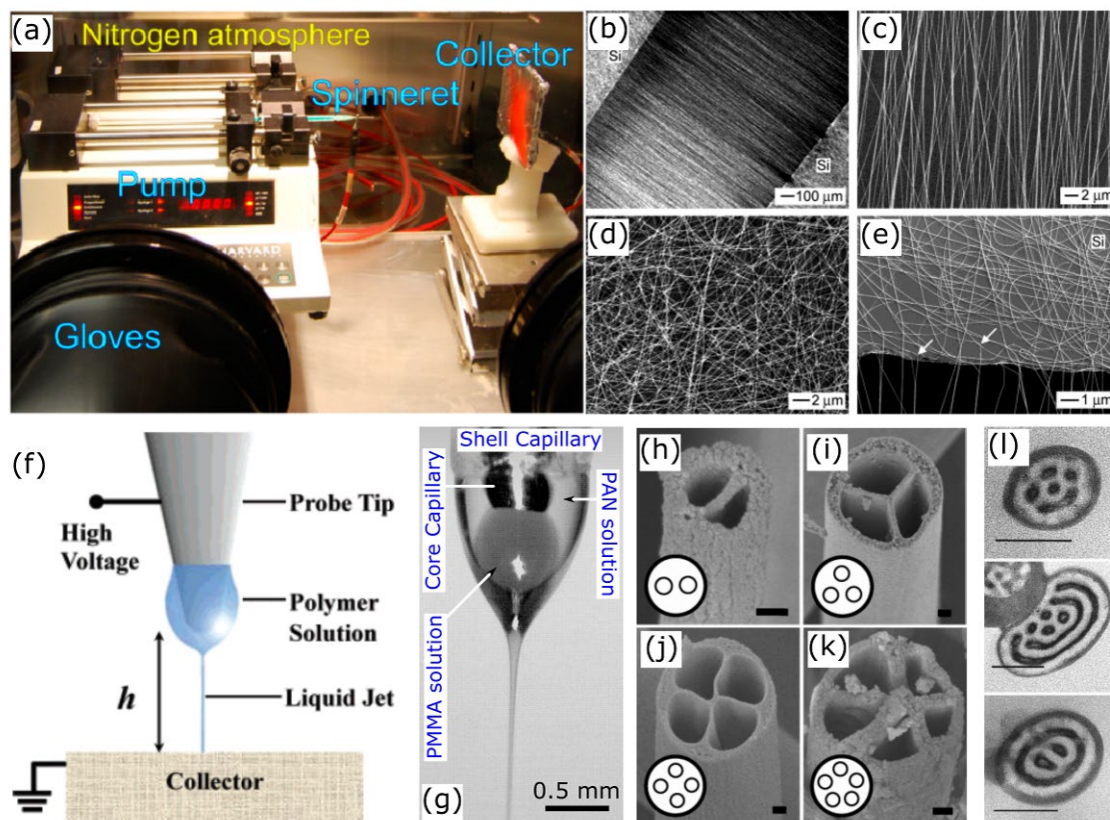 (a)
Nitrogen atmosphere
Collector
Spinneret
Pump
HARVARD
Gloves
(b)
Si
Si
100 µm
(c)
2 µm
(d)
2 µm
(e)
Si
1 µm
(f)
High
Voltage
Probe Tip
Polymer
Solution
h
Liquid Jet
Collector
Shell Capillary
Core Capillary
PAN solution
PMMA solution
(g)
0.5 mm
(h)
(i)
(j)
(k)
(l)